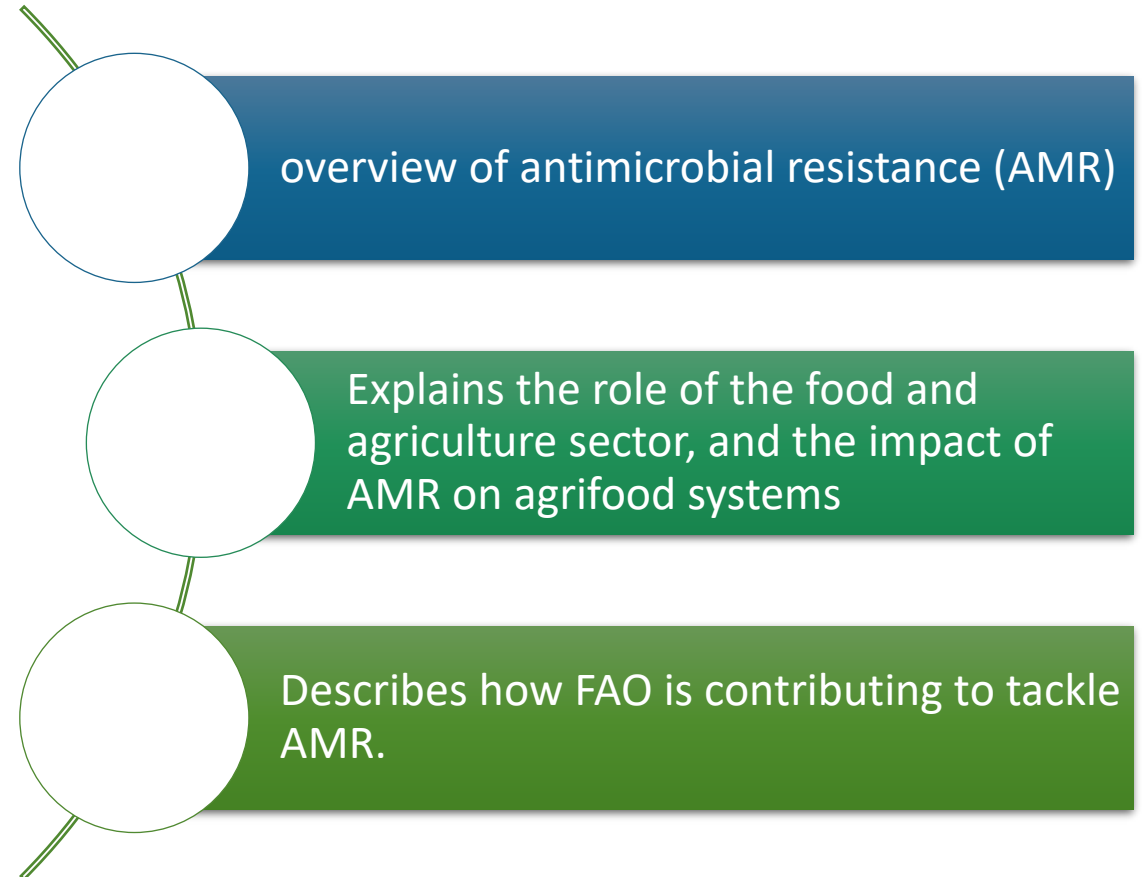 overview of antimicrobial resistance (AMR)
Explains the role of the food and
agriculture sector, and the impact of
AMR on agrifood systems
Describes how FAO is contributing to tackle
AMR.